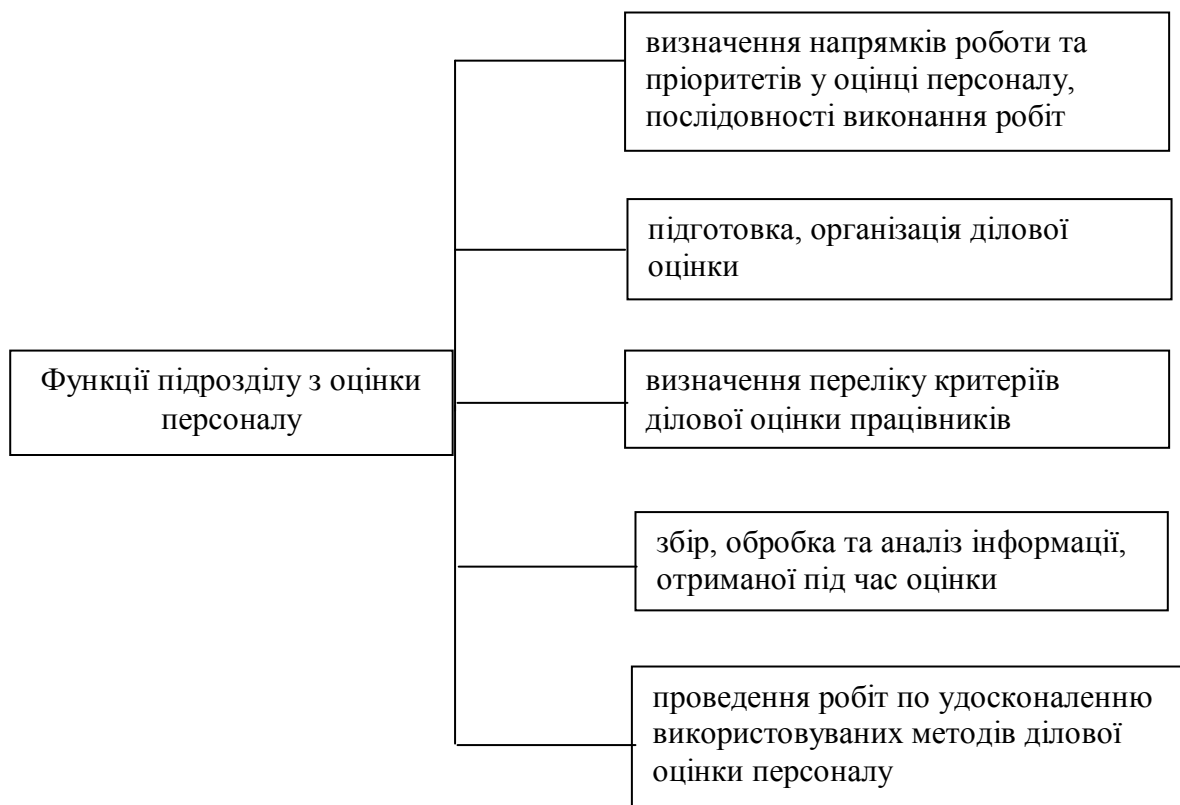 визначення напрямків роботи та
пріоритетів у оцінці персоналу,
послідовності виконання робіт
підготовка, організація ділової
оцінки
Функції підрозділу з оцінки
персоналу
визначення переліку критеріїв
ділової оцінки працівників
збір, обробка та аналіз інформації,
отриманої під час оцінки
проведення робіт по удосконаленню
використовуваних методів ділової
оцінки персоналу